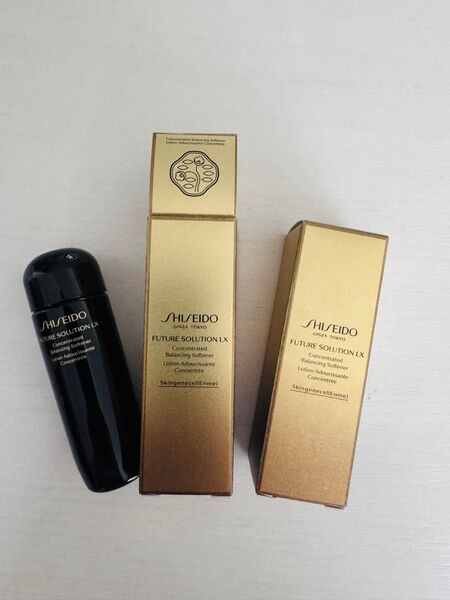 SHISEIDO
FUTURE SOLUTION LX
Concentrated
Balancing Softener
Lotion Adoucissante
Concentrée
Concentrated Balancing Softener
Lotion Adoucissante Concentrée
SHISEIDO
GINZA TOKYO
FUTURE SOLUTION LX
Concentrated
Balancing Softener
Lotion Adoucissante
Concentrée
SkingenecellEnmei
SHISEIDO
GINZA TOKYO
FUTURE SOLUTION LX
Concentrated
Balancing Softener
Lotion Adoucissante
Concentrée
SkingenecellEnmei